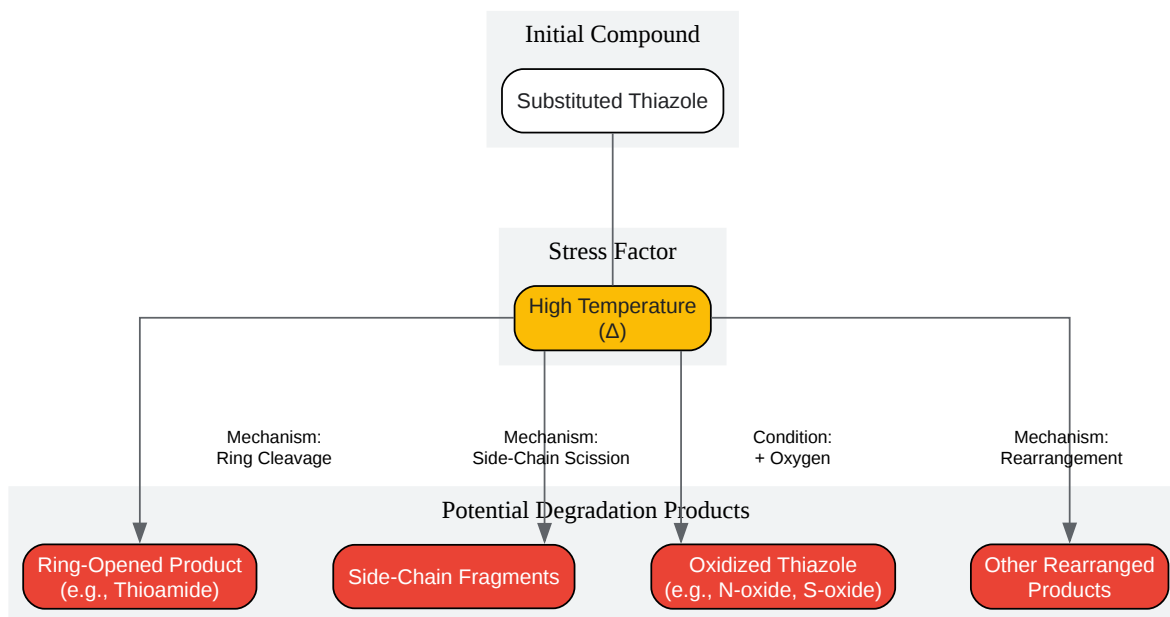 Initial Compound
Substituted Thiazole
Stress Factor
High Temperature
(Δ)
Mechanism:
Ring Cleavage
Mechanism:
Side-Chain Scission
Condition:
+ Oxygen
Mechanism:
Rearrangement
Potential Degradation Products
Ring-Opened Product
(e.g., Thioamide)
Side-Chain Fragments
Oxidized Thiazole
(e.g., N-oxide, S-oxide)
Other Rearranged
Products